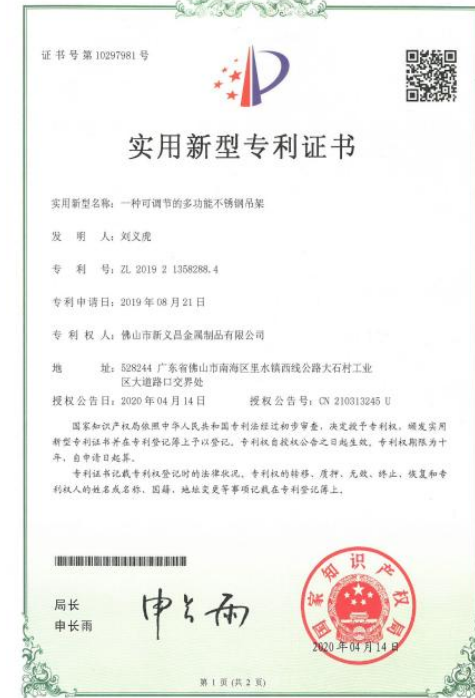 证书号第10297981号
实用新型专利证书
实用新型名称：一种可调节的多功能不锈钢吊架
发明人：刘义虎
专利号：ZL 2019 2 1358288.4
专利申请日：2019年08月21日
专利权人：佛山市新义昌金属制品有限公司
地址：528244 广东省佛山市南海区里水镇西线公路大石村工业
区大道路口交界处
授权公告日：2020年04月14日 授权公告号：CN 210313245 U
国家知识产权局依照中华人民共和国专利法经过初步审查，决定授予专利权，颁发实用
新型专利证书并在专利登记簿上予以登记。专利权自授权公告之日起生效。专利权期限为十
年，自申请日起算。
专利证书记载专利权登记时的法律状况。专利权的转移、质押、无效、终止、恢复和专
利权人的姓名或名称、国籍、地址变更等事项记载在专利登记簿上。
局长
申长雨
申长雨
国家知识产权局
2020年04月14日
第 1 页 (共 2 页)